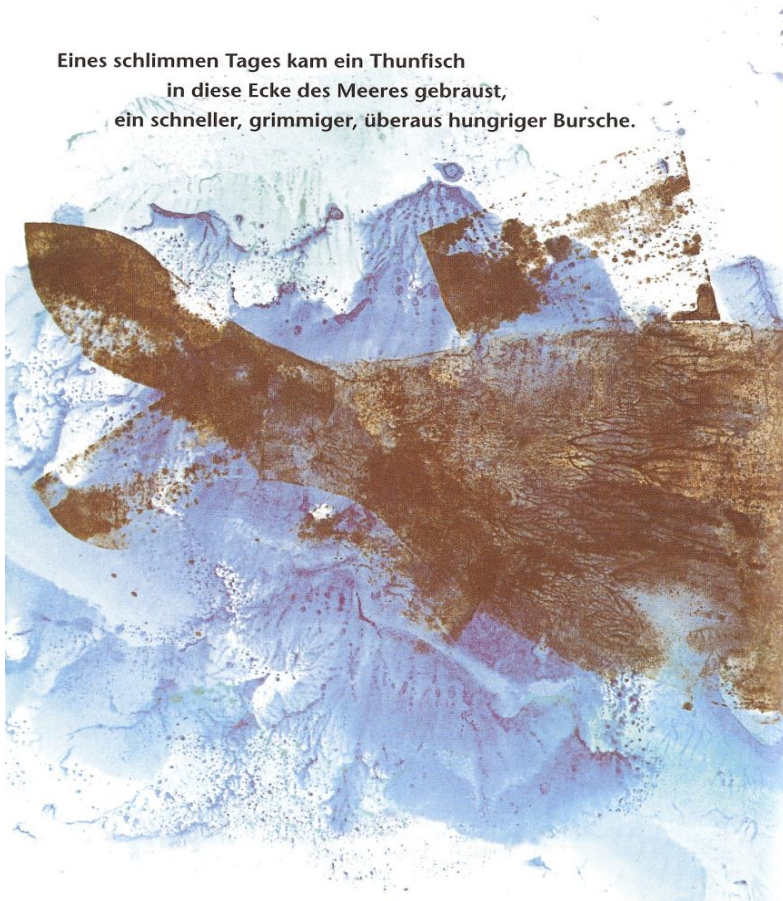 Eines schlimmen Tages kam ein Thunfisch
in diese Ecke des Meeres gebraust,
ein schneller, grimmiger, überaus hungriger Bursche.